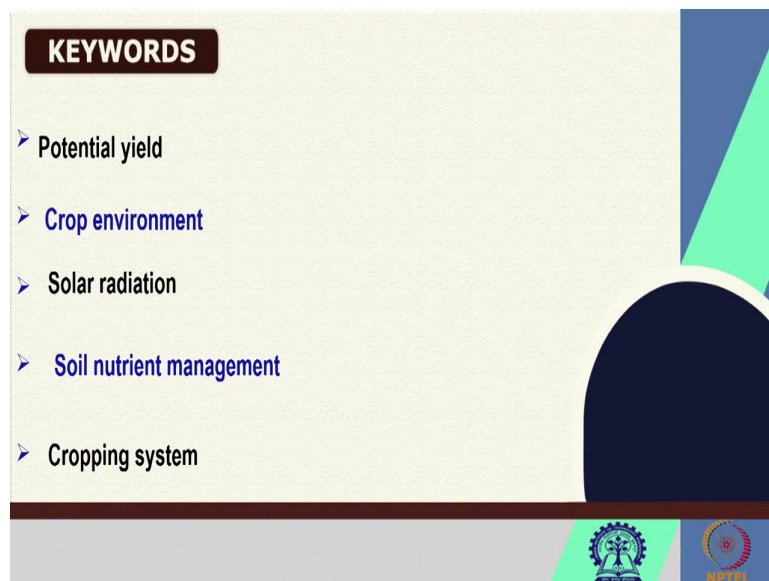 KEYWORDS
Potential yield
Crop environment
Solar radiation
Soil nutrient management
Cropping system
NPTEL